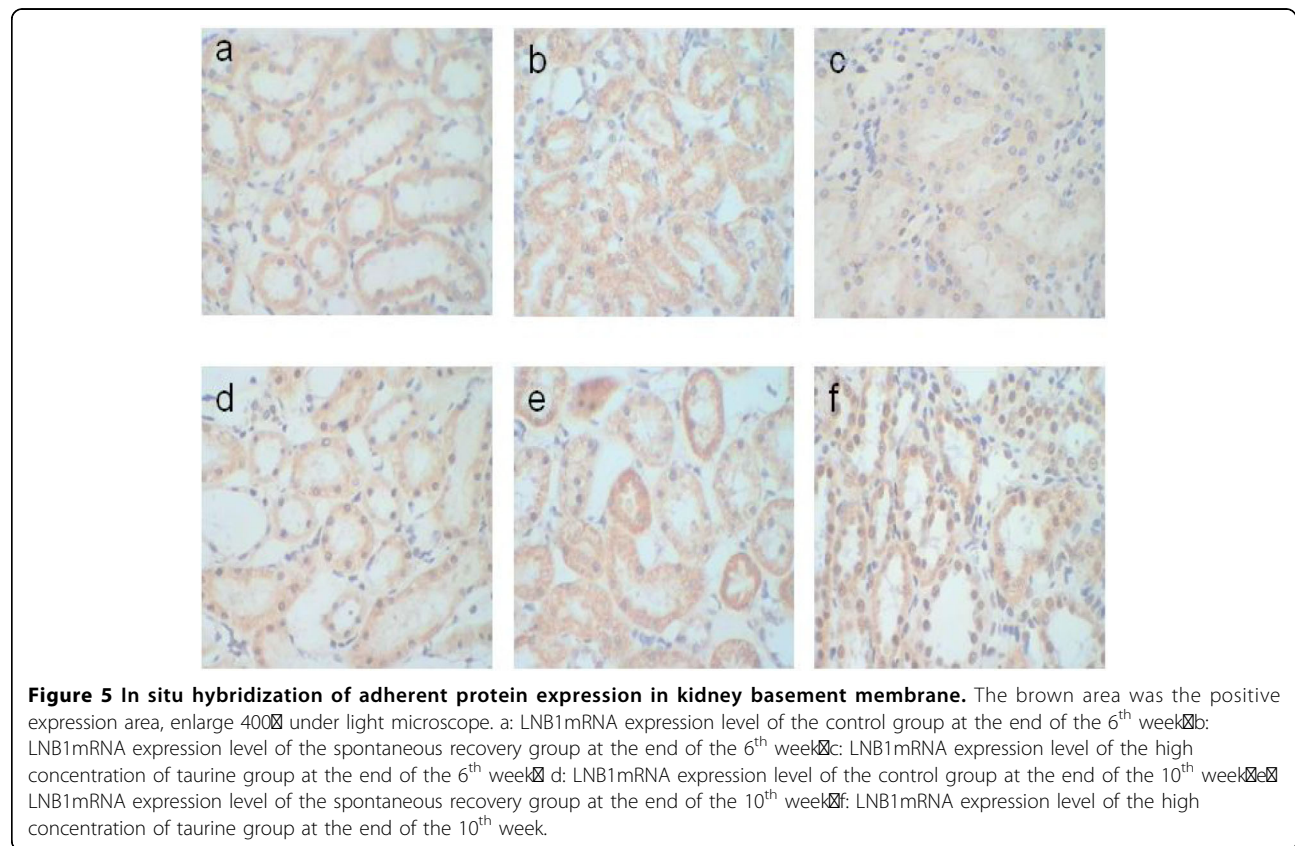 a
b
c
d
e
f
Figure 5 In situ hybridization of adherent protein expression in kidney basement membrane. The brown area was the positive
expression area, enlarge 400� under light microscope. a: LNB1mRNA expression level of the control group at the end of the 6th week�b:
LNB1mRNA expression level of the spontaneous recovery group at the end of the 6th week�c: LNB1mRNA expression level of the high
concentration of taurine group at the end of the 6th week� d: LNB1mRNA expression level of the control group at the end of the 10th week�e�
LNB1mRNA expression level of the spontaneous recovery group at the end of the 10th week�f: LNB1mRNA expression level of the high
concentration of taurine group at the end of the 10th week.